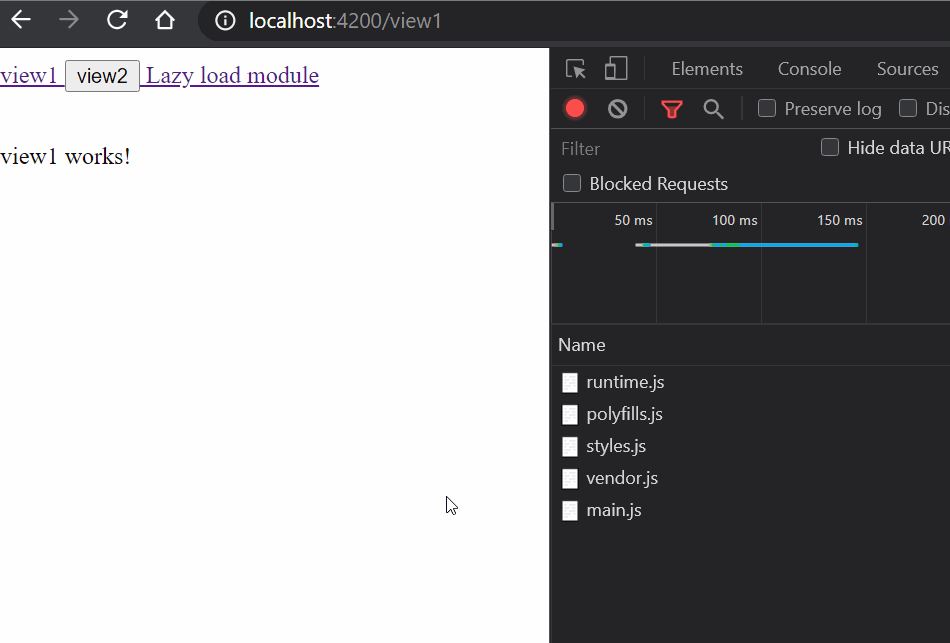 localhost:4200/view1
view1 view2 Lazy load module
view1 works!
Elements Console Sources
Preserve log Dis
Filter Hide data UR
Blocked Requests
50 ms 100 ms 150 ms 200
Name
runtime.js
polyfills.js
styles.js
vendor.js
main.js